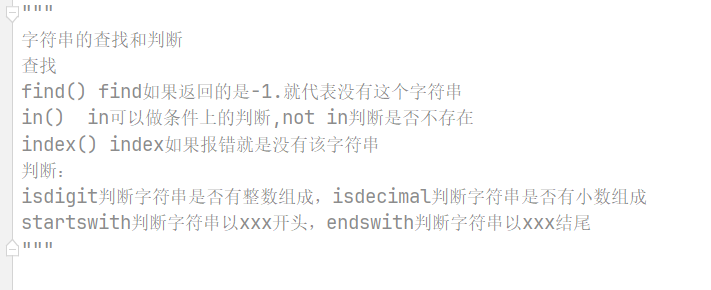 """
字符串的查找和判断
查找
find() find如果返回的是-1.就代表没有这个字符串
in()  in可以做条件上的判断,not in判断是否不存在
index() index如果报错就是没有该字符串
判断：
isdigit判断字符串是否有整数组成，isdecimal判断字符串是否有小数组成
startswith判断字符串以xxx开头，endswith判断字符串以xxx结尾
"""